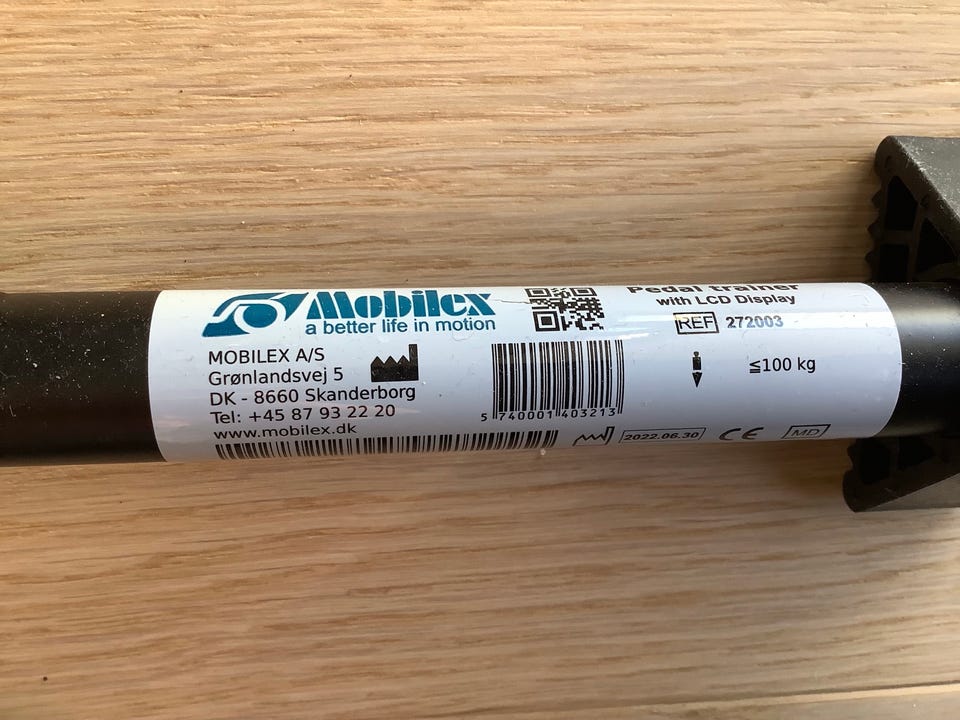 Mobilex
a better life in motion
MOBILEX A/S
Grønlandsvej 5
DK - 8660 Skanderborg
Tel: +45 87 93 22 20
www.mobilex.dk
5 740001 403213
Pedal trainer
with LCD Display
REF 272003
≦100 kg
2022.06.30 CE MD